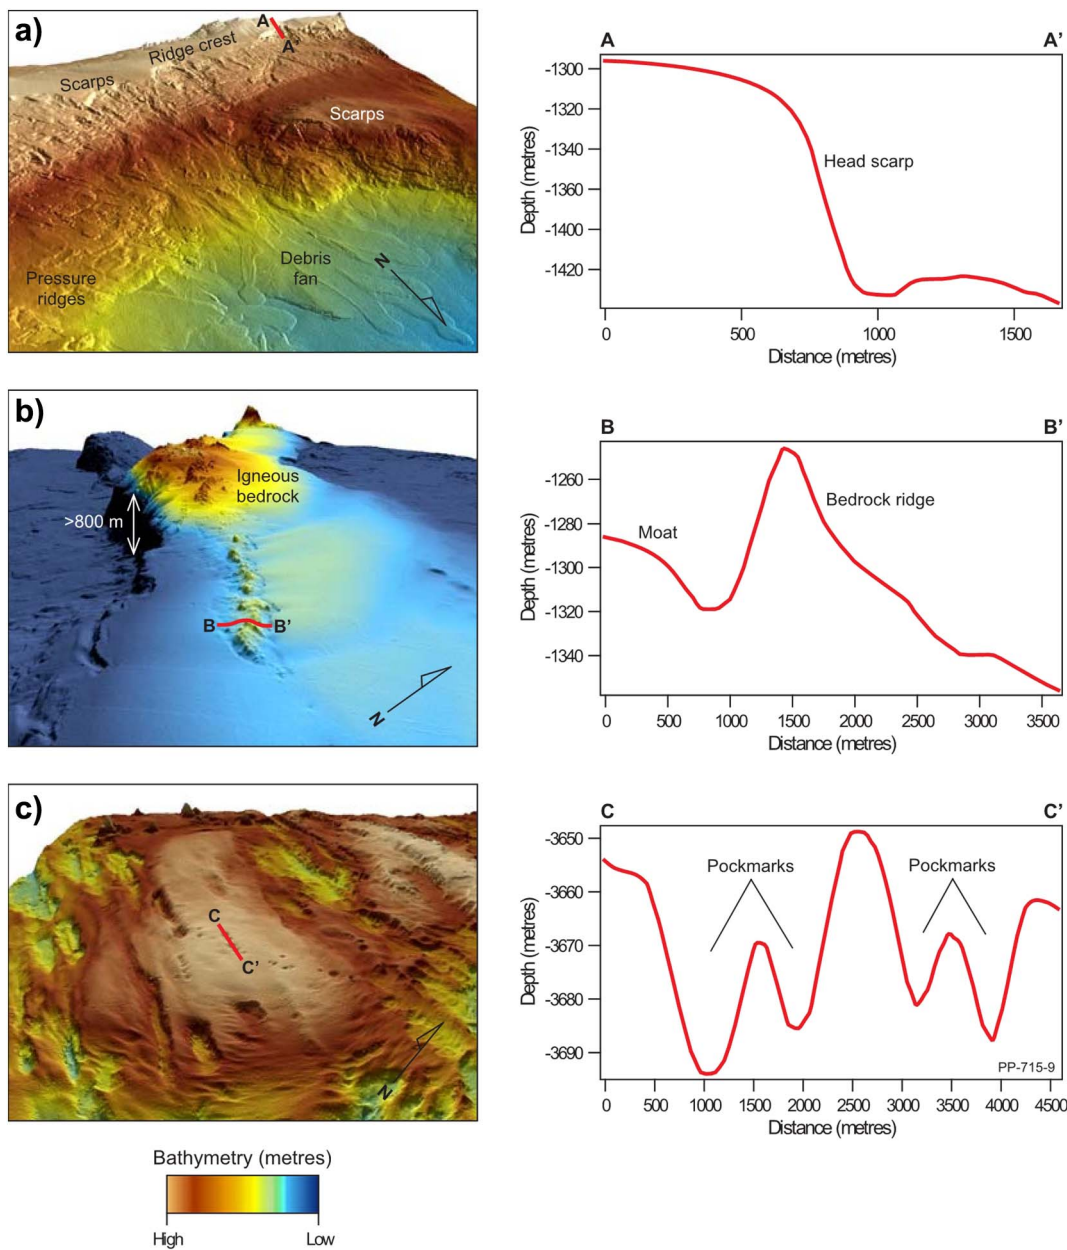 a)
A
A'
Ridge crest
Scarps
Scarps
Debris
fan
N
Pressure
ridges
A
A'
-1300
-1320
-1340
-1360
-1400
-1420
Depth (metres)
Head scarp
0
500
1000
1500
Distance (metres)
b)
Igneous
bedrock
>800 m
B
B'
N
B
B'
-1260
-1280
-1300
-1320
-1340
Depth (metres)
Moat
Bedrock ridge
0
500
1000
1500
2000
2500
3000
3500
Distance (metres)
c)
C
C'
N
C
C'
-3650
-3660
-3670
-3680
-3690
Depth (metres)
Pockmarks
Pockmarks
PP-715-9
0
500
1000
1500
2000
2500
3000
3500
4000
4500
Distance (metres)
Bathymetry (metres)
High
Low